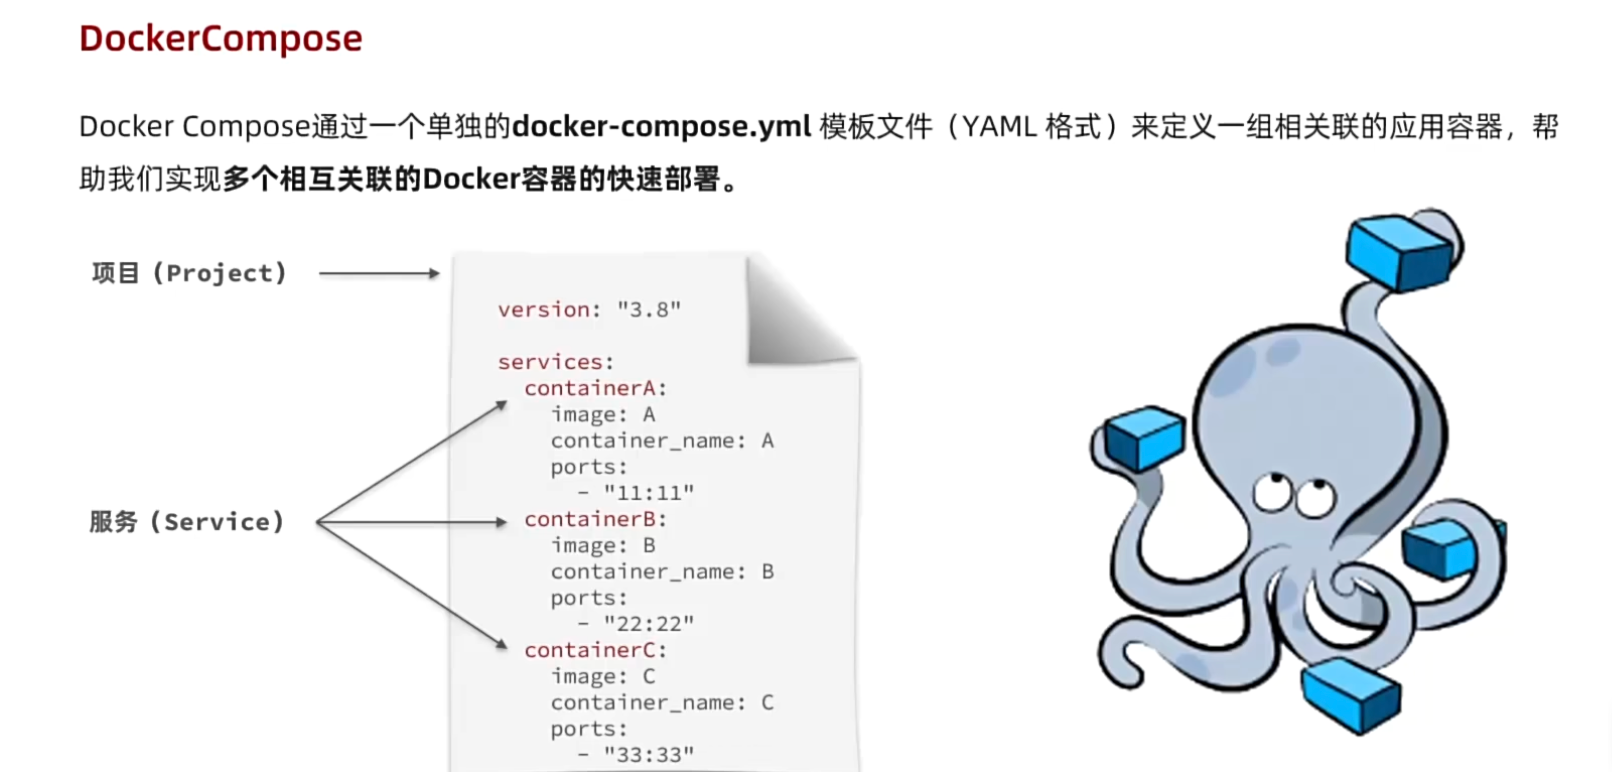 DockerCompose
Docker Compose通过一个单独的docker-compose.yml 模板文件（YAML 格式）来定义一组相关联的应用容器，帮
助我们实现多个相互关联的Docker容器的快速部署。
项目（Project）
version: "3.8"
services:
containerA:
image: A
container_name: A
ports:
- "11:11"
服务（Service）
containerB:
image: B
container_name: B
ports:
- "22:22"
containerC:
image: C
container_name: C
ports:
- "33:33"